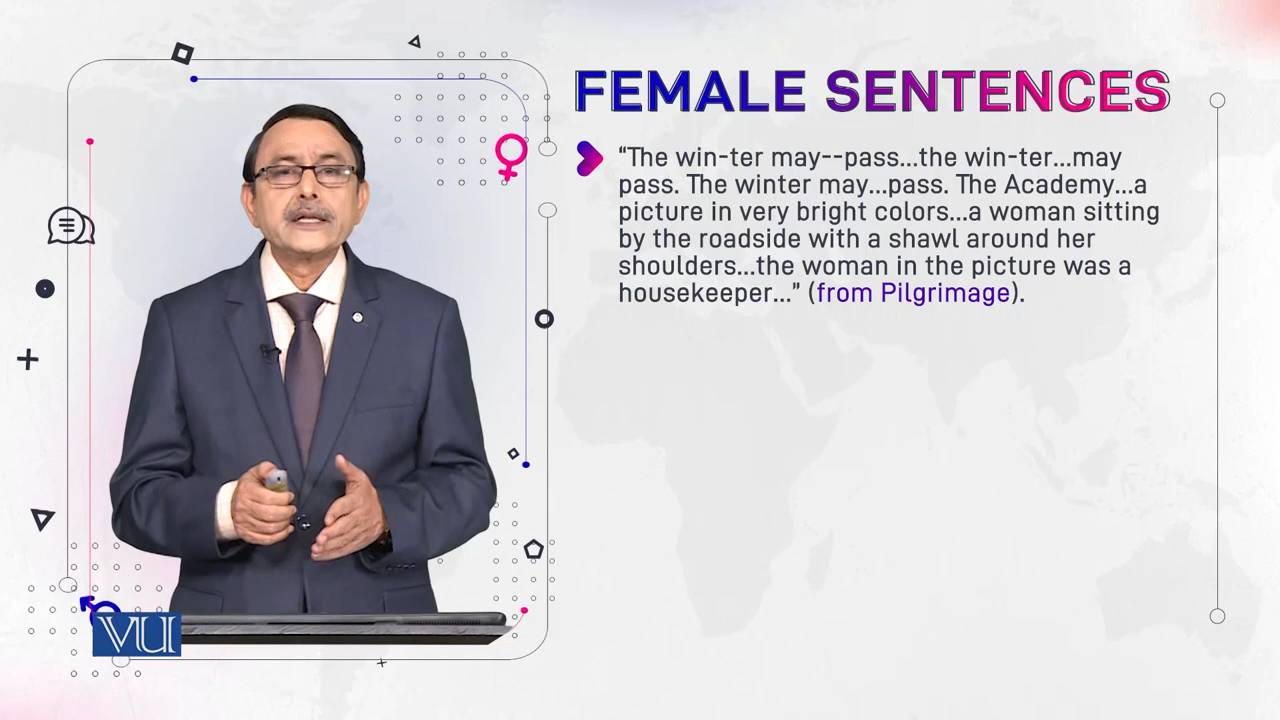 FEMALE SENTENCES
“The win-ter may--pass...the win-ter...may
pass. The winter may...pass. The Academy...a
picture in very bright colors...a woman sitting
by the roadside with a shawl around her
shoulders...the woman in the picture was a
housekeeper...” (from Pilgrimage).
VU